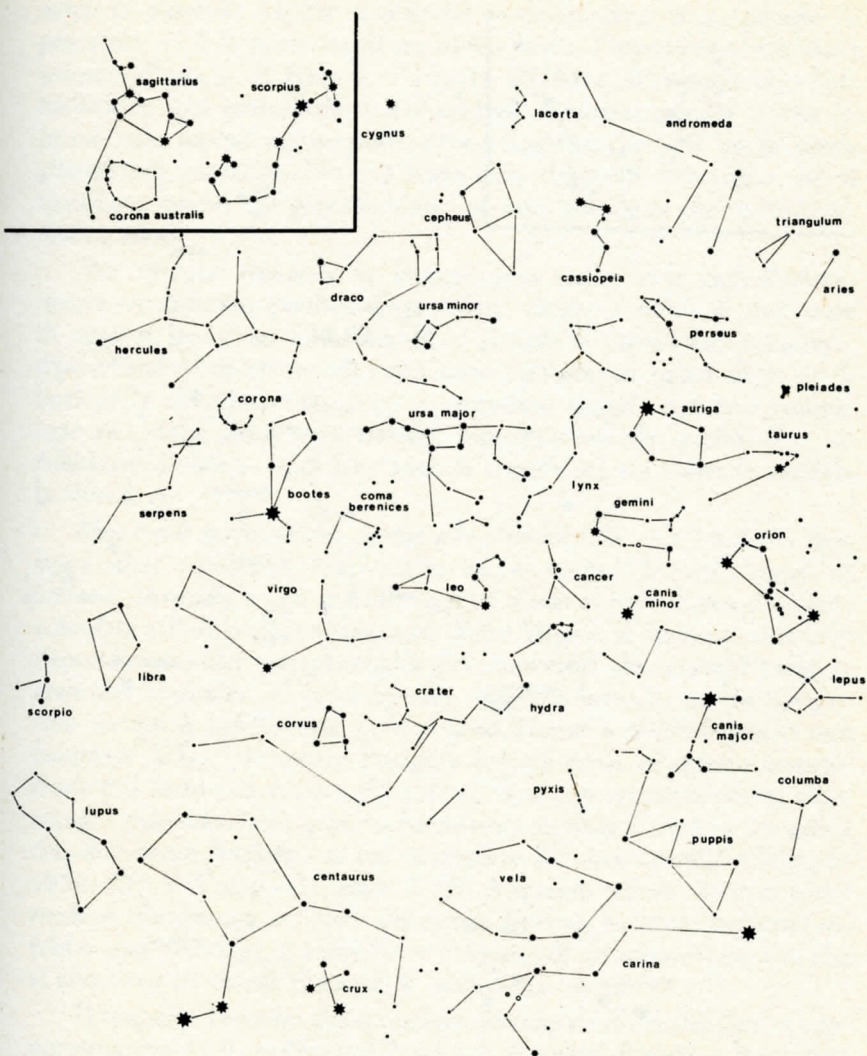 sagittarius
scorpius
corona australis
cygnus
lacerta
andromeda
cepheus
cassiopeia
triangulum
aries
draco
ursa minor
hercules
perseus
pleiades
corona
ursa major
auriga
taurus
serpens
bootes
coma
berenices
lynx
gemini
orion
virgo
leo
cancer
canis
minor
libra
scorpio
crater
corvus
hydra
lepus
canis
major
lupus
pyxis
columba
puppis
centaurus
vela
carina
crux